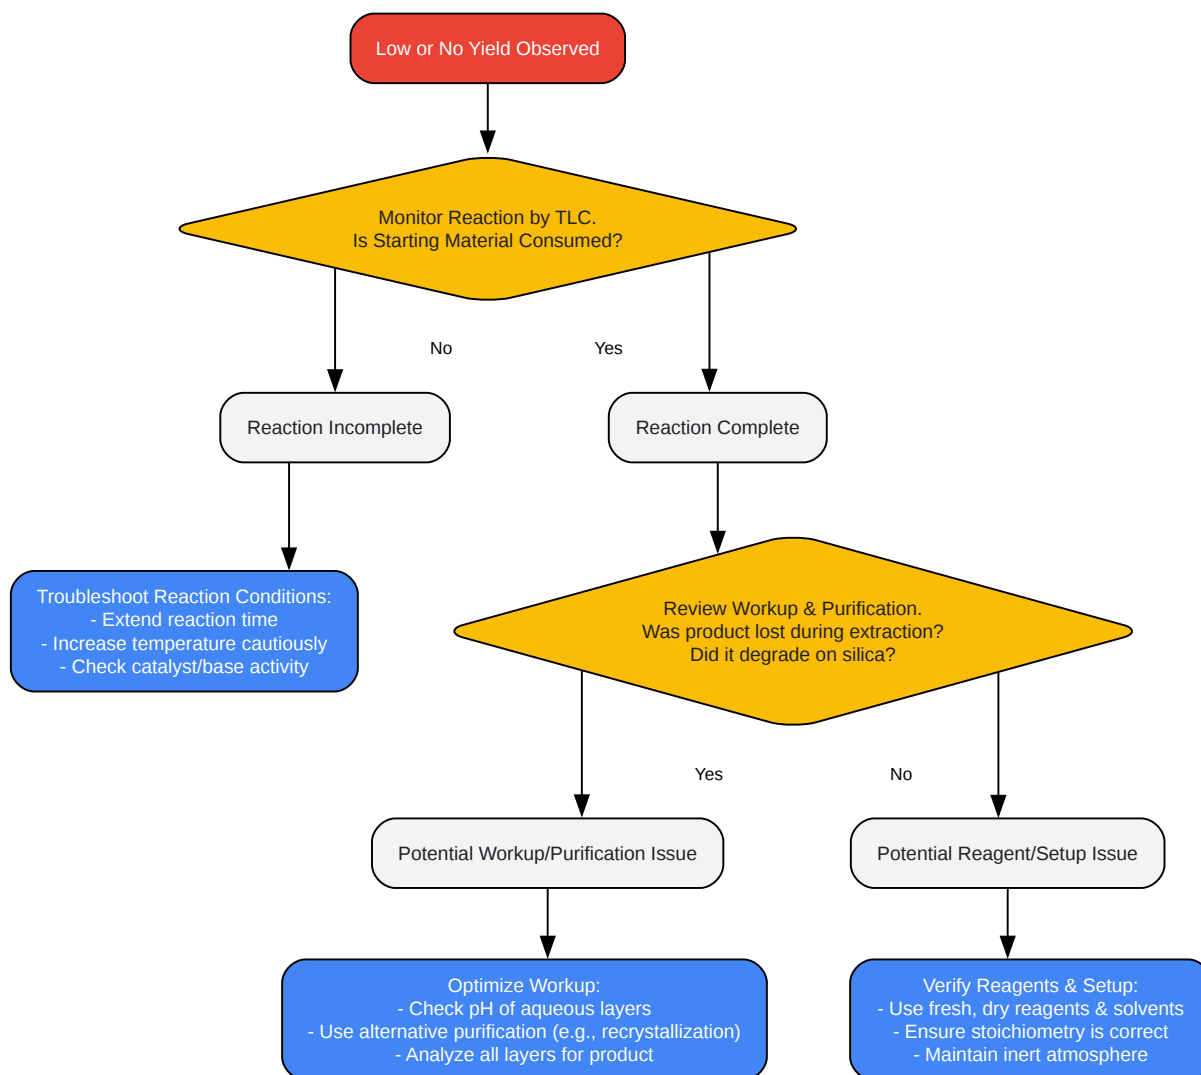 Low or No Yield Observed
Monitor Reaction by TLC.
Is Starting Material Consumed?
No
Yes
Reaction Incomplete
Reaction Complete
Troubleshoot Reaction Conditions:
- Extend reaction time
- Increase temperature cautiously
- Check catalyst/base activity
Review Workup & Purification.
Was product lost during extraction?
Did it degrade on silica?
Yes
No
Potential Workup/Purification Issue
Potential Reagent/Setup Issue
Optimize Workup:
- Check pH of aqueous layers
- Use alternative purification (e.g., recrystallization)
- Analyze all layers for product
Verify Reagents & Setup:
- Use fresh, dry reagents & solvents
- Ensure stoichiometry is correct
- Maintain inert atmosphere